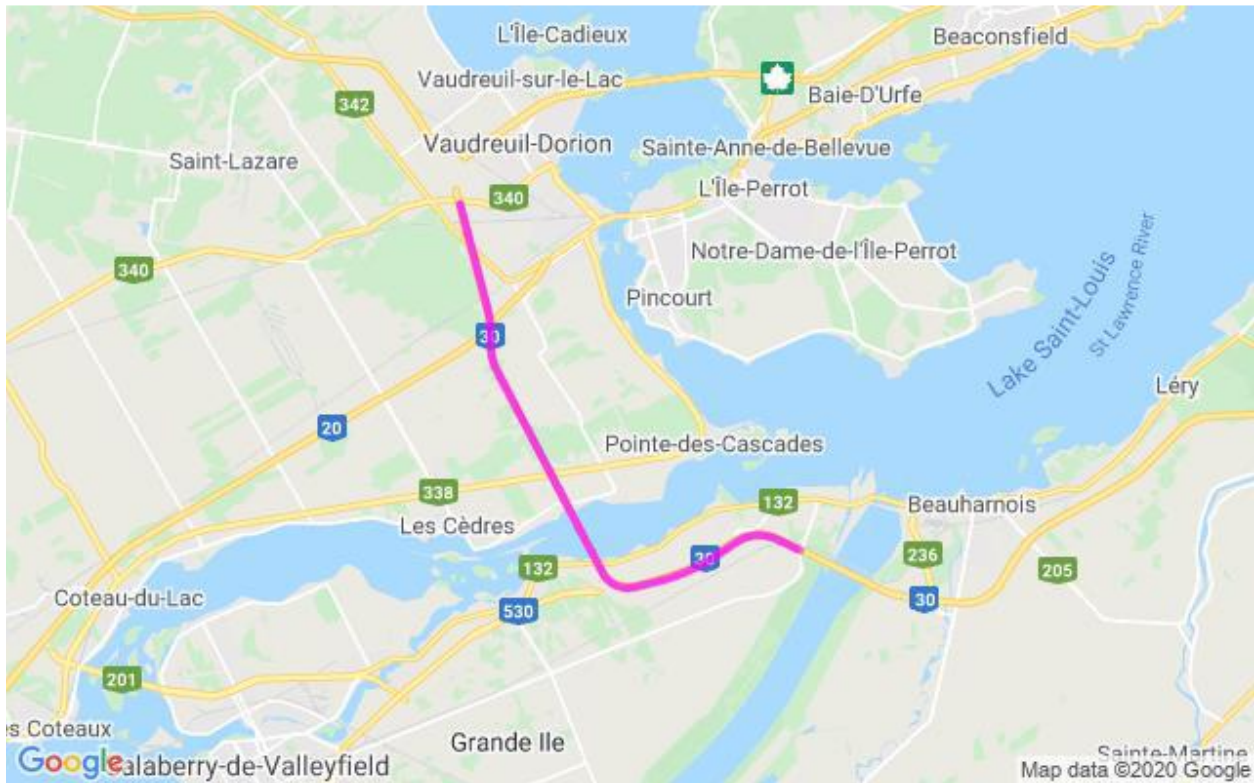 L'Île-Cadieux
Beaconsfield
Vaudreuil-sur-le-Lac
Baie-D'Urfe
342
Vaudreuil-Dorion
Sainte-Anne-de-Bellevue
Saint-Lazare
L'Île-Perrot
340
Notre-Dame-de-l'Île-Perrot
340
Pincourt
Lake Saint-Louis
St Lawrence River
30
Léry
20
Pointe-des-Cascades
338
132
Beauharnois
Les Cèdres
236
30
132
205
Coteau-du-Lac
530
30
201
es Coteaux
Grande Ile
Sainte-Martine
Google
alaberry-de-Valleyfield
Map data ©2020 Google